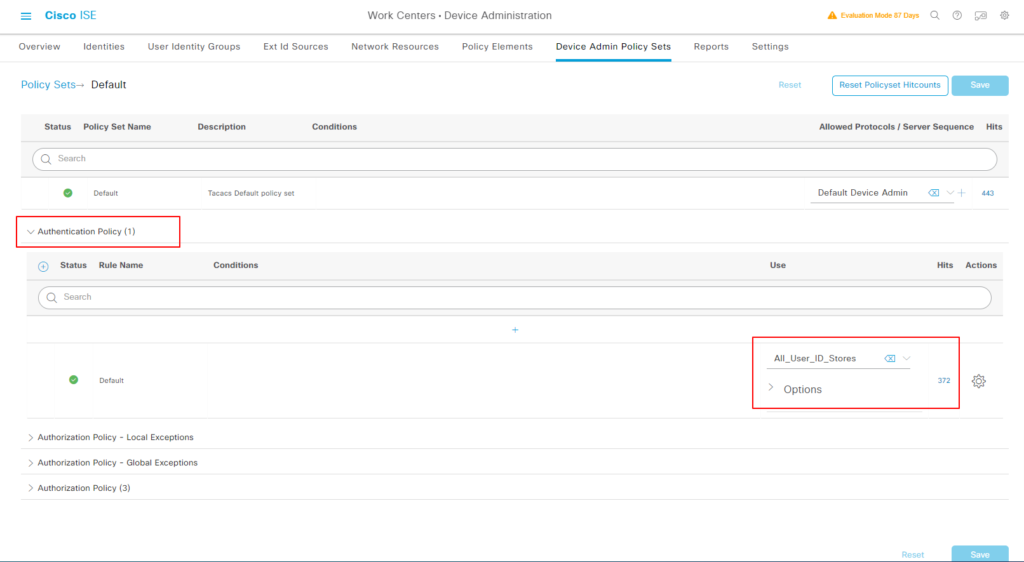 Cisco ISE
Work Centers • Device Administration
Evaluation Mode 87 Days
Overview Identities User Identity Groups Ext Id Sources Network Resources Policy Elements Device Admin Policy Sets Reports Settings
Policy Sets→ Default
Reset Reset Policyset Hitcounts Save
Status Policy Set Name Description Conditions Allowed Protocols / Server Sequence Hits
Search
Default Tacacs Default policy set Default Device Admin 443
Authentication Policy (1)
Status Rule Name Conditions Use Hits Actions
Search
All_User_ID_Stores
Default 372
Options
Authorization Policy - Local Exceptions
Authorization Policy - Global Exceptions
Authorization Policy (3)
Reset Save